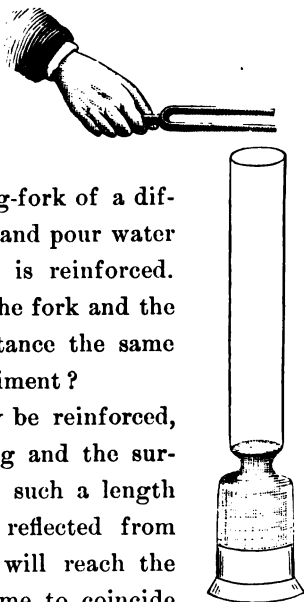 g-fork of a dif-
and pour water
is reinforced.
he fork and the
tance the same
iment?
be reinforced,
g and the sur-
such a length
reflected from
will reach the
me to coincide